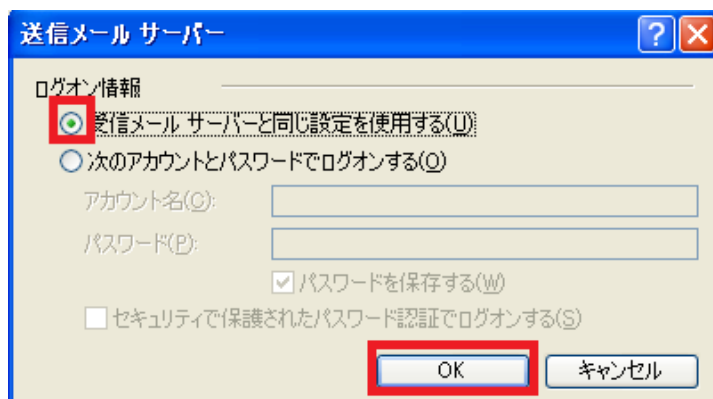 送信メール サーバー
ログオン情報
受信メール サーバーと同じ設定を使用する(U)
次のアカウントとパスワードでログオンする(O)
アカウント名(C):
パスワード(P):
パスワードを保存する(W)
セキュリティで保護されたパスワード認証でログオンする(S)
OK キャンセル